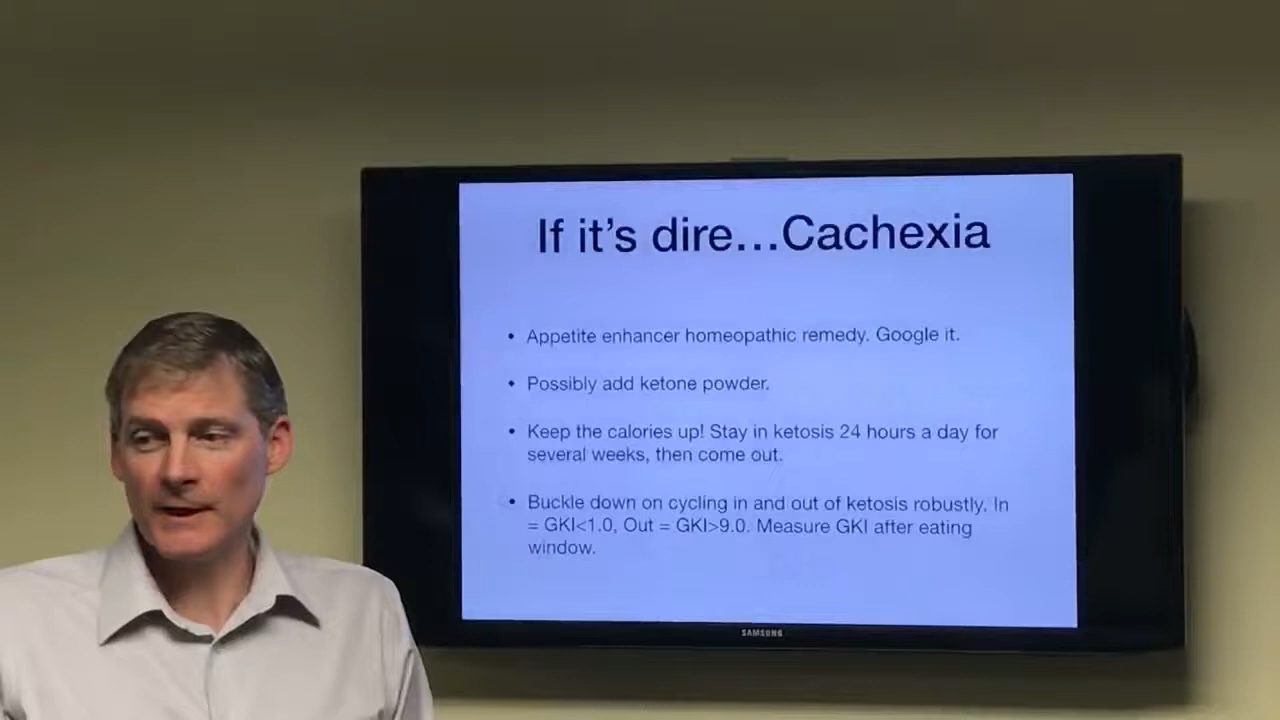 If it's dire...Cachexia
• Appetite enhancer homeopathic remedy. Google it.
• Possibly add ketone powder.
• Keep the calories up! Stay in ketosis 24 hours a day for
several weeks, then come out.
• Buckle down on cycling in and out of ketosis robustly. In
= GKI<1.0, Out = GKI>9.0. Measure GKI after eating
window.
SAMSUNG